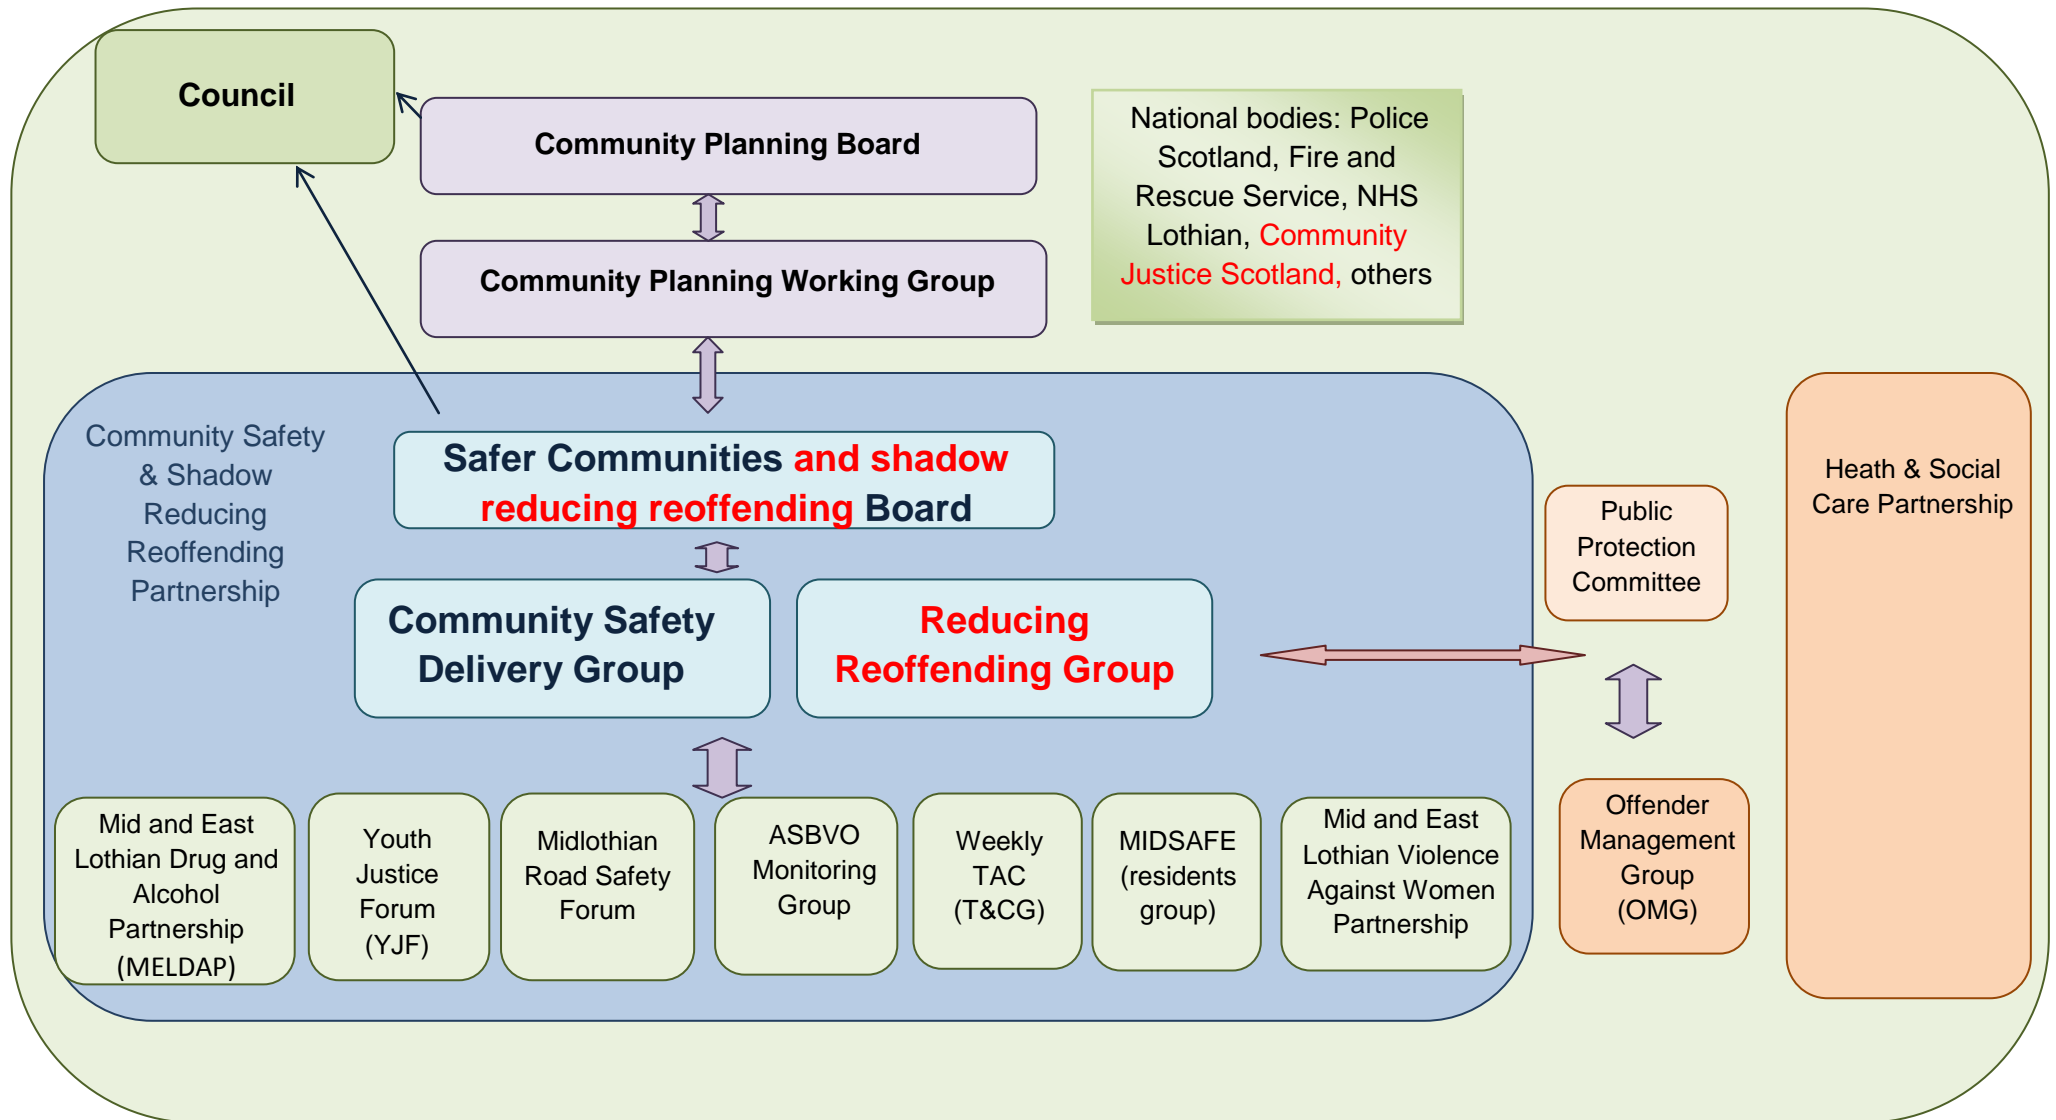 Council
Community Planning Board
National bodies: Police
Scotland, Fire and
Rescue Service, NHS
Lothian, Community
Justice Scotland, others
Community Planning Working Group
Community Safety
& Shadow
Reducing
Reoffending
Partnership
Safer Communities and shadow
reducing reoffending Board
Heath & Social
Care Partnership
Public
Protection
Committee
Community Safety
Delivery Group
Reducing
Reoffending Group
Mid and East
Lothian Drug and
Alcohol
Partnership
(MELDAP)
Youth
Justice
Forum
(YJF)
Midlothian
Road Safety
Forum
ASBVO
Monitoring
Group
Weekly
TAC
(T&CG)
MIDSAFE
(residents
group)
Mid and East
Lothian Violence
Against Women
Partnership
Offender
Management
Group
(OMG)